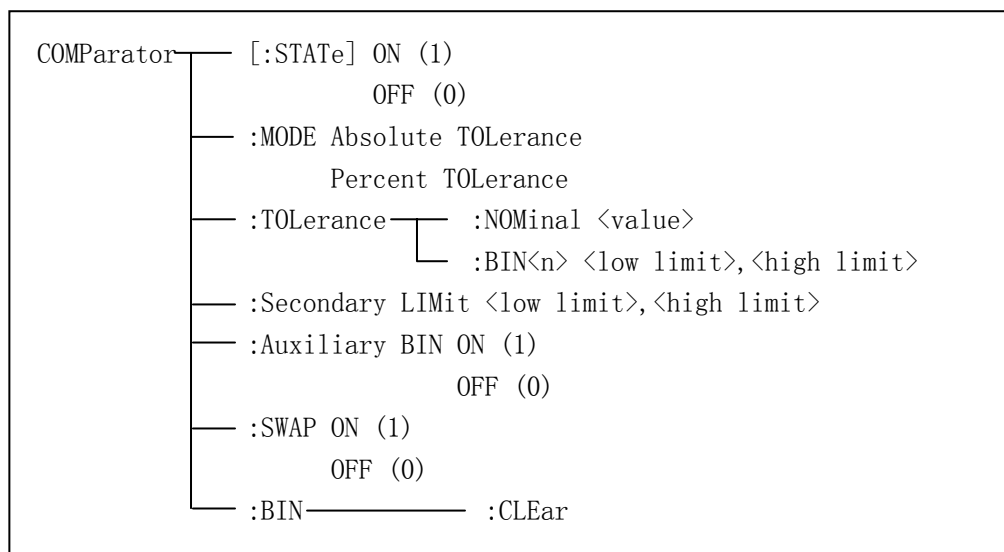 COMParator [:STATe] ON (1)
OFF (0)
:MODE Absolute TOLerance
Percent TOLerance
:TOLerance :NOMinal <value>
:BIN<n> <low limit>,<high limit>
:Secondary LIMit <low limit>,<high limit>
:Auxiliary BIN ON (1)
OFF (0)
:SWAP ON (1)
OFF (0)
:BIN :CLEar